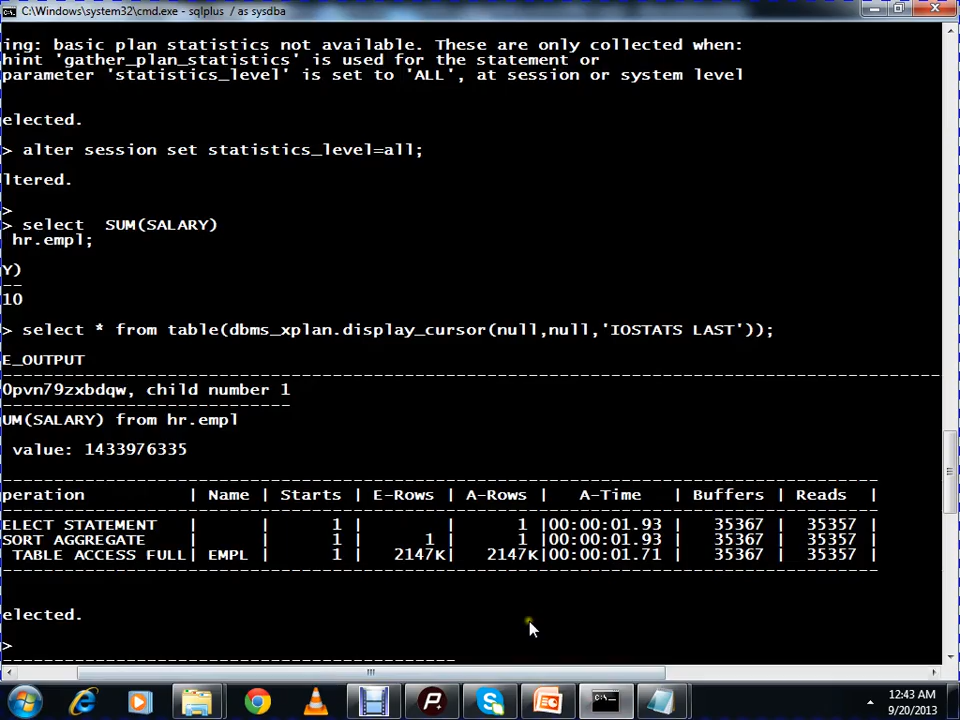 C:\Windows\system32\cmd.exe - sqlplus  / as sysdba
ing: basic plan statistics not available. These are only collected when:
hint 'gather_plan_statistics' is used for the statement or
parameter 'statistics_level' is set to 'ALL', at session or system level
elected.
> alter session set statistics_level=all;
ltered.
>
> select  SUM(SALARY)
 hr.empl;
Y)
--
10
> select * from table(dbms_xplan.display_cursor(null,null,'IOSTATS LAST'));
E_OUTPUT
--------------------------------------------------------------------------------------------
0pvn79zxbdqw, child number 1
----------------------------
UM(SALARY) from hr.empl
 value: 1433976335
-------------------------------------------------------------------------------------
peration          | Name | Starts | E-Rows | A-Rows |   A-Time   | Buffers | Reads  |
-------------------------------------------------------------------------------------
ELECT STATEMENT   |      |      1 |        |      1 |00:00:01.93 |   35367 |  35357 |
SORT AGGREGATE    |      |      1 |      1 |      1 |00:00:01.93 |   35367 |  35357 |
 TABLE ACCESS FULL| EMPL |      1 |   2147K|   2147K|00:00:01.71 |   35367 |  35357 |
-------------------------------------------------------------------------------------
elected.
>
12:43 AM
9/20/2013